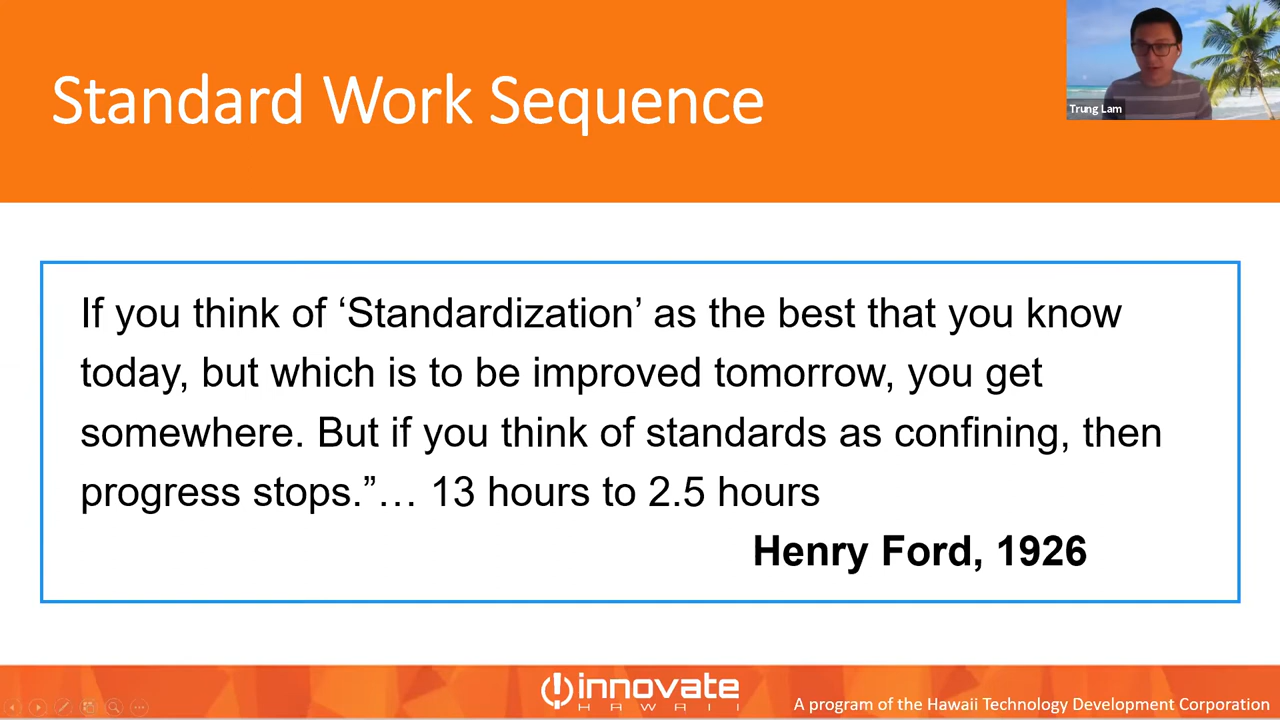 Standard Work Sequence
Trung Lam
If you think of ‘Standardization’ as the best that you know
today, but which is to be improved tomorrow, you get
somewhere. But if you think of standards as confining, then
progress stops.”… 13 hours to 2.5 hours
Henry Ford, 1926
innovate
HAWAII
A program of the Hawaii Technology Development Corporation